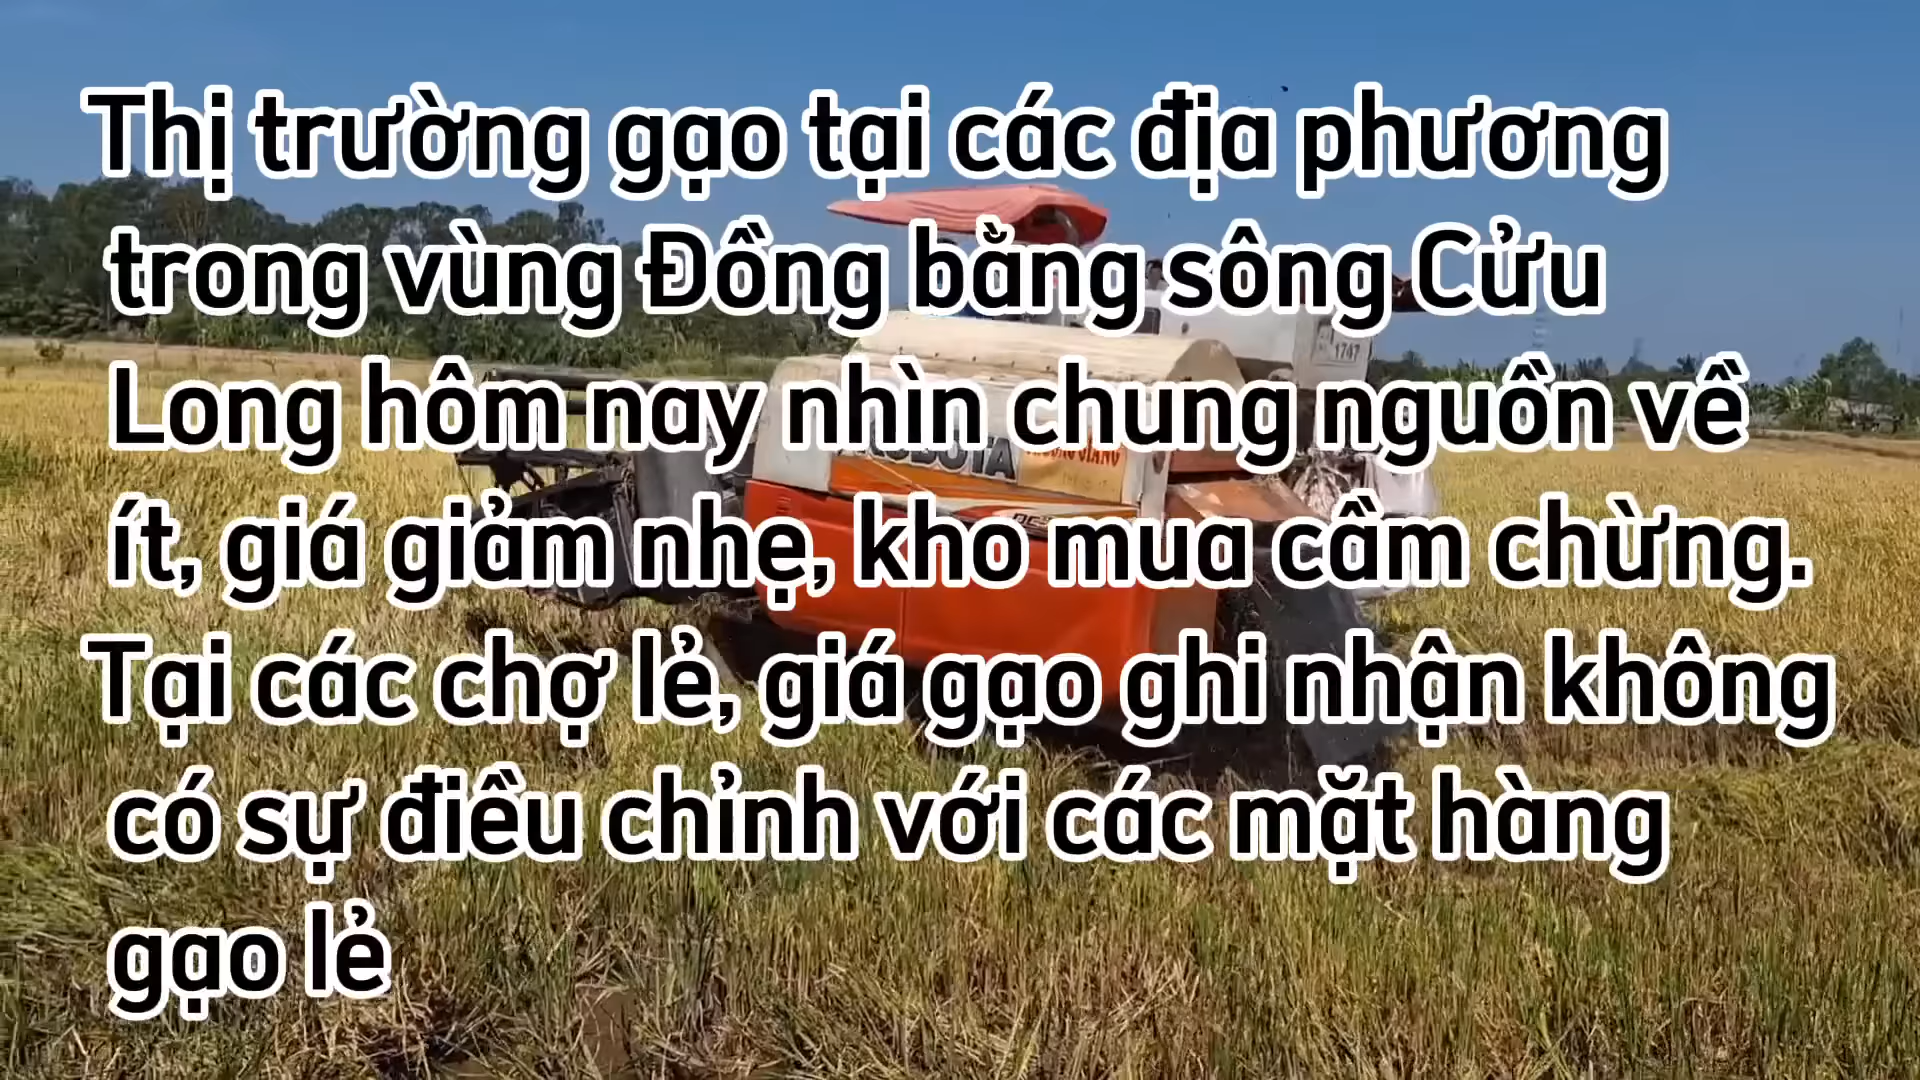 Thị trường gạo tại các địa phương
trong vùng Đồng bằng sông Cửu
1747
Long hôm nay nhìn chung nguồn về
ít, giá giảm nhẹ, kho mua cầm chừng.
Tại các chợ lẻ, giá gạo ghi nhận không
có sự điều chỉnh với các mặt hàng
gạo lẻ